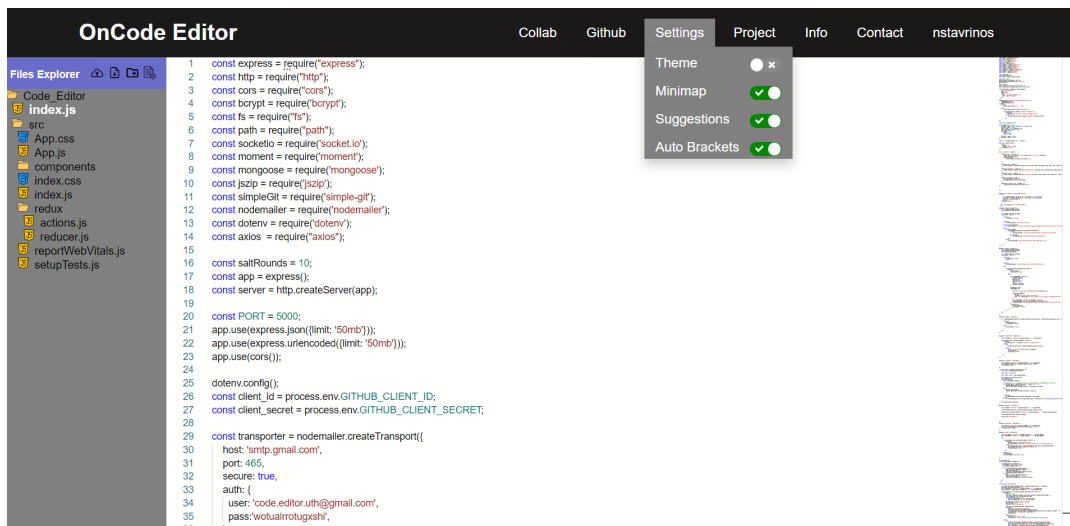 OnCode Editor
Collab Github Settings Project Info Contact nstavrinos
Theme
Minimap
Suggestions
Auto Brackets
Files Explorer
Code_Editor
index.js
src
App.css
App.js
components
index.css
index.js
redux
actions.js
reducer.js
reportWebVitals.js
setupTests.js
1 const express = require("express");
2 const http = require("http");
3 const cors = require("cors");
4 const bcrypt = require('bcrypt');
5 const fs = require("fs");
6 const path = require("path");
7 const socketio = require('socket.io');
8 const moment = require('moment');
9 const mongoose = require('mongoose');
10 const jszip = require('jszip');
11 const simpleGit = require('simple-git');
12 const nodemailer = require('nodemailer');
13 const dotenv = require('dotenv');
14 const axios = require("axios");
15
16 const saltRounds = 10;
17 const app = express();
18 const server = http.createServer(app);
19
20 const PORT = 5000;
21 app.use(express.json({limit: '50mb'}));
22 app.use(express.urlencoded({limit: '50mb'}));
23 app.use(cors());
24
25 dotenv.config();
26 const client_id = process.env.GITHUB_CLIENT_ID;
27 const client_secret = process.env.GITHUB_CLIENT_SECRET;
28
29 const transporter = nodemailer.createTransport({
30 host: 'smtp.gmail.com',
31 port: 465,
32 secure: true,
33 auth: {
34 user: 'code.editor.uth@gmail.com',
35 pass:'wotualrrotugxshi',